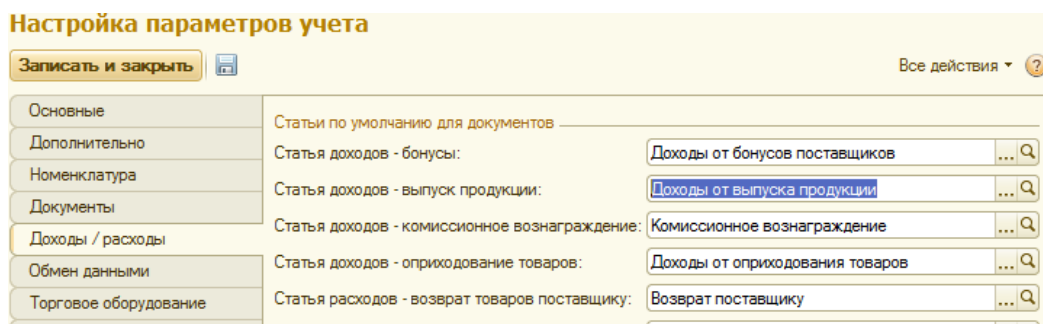 Настройка параметров учета
Записать и закрыть
Все действия
?
Основные
Дополнительно
Номенклатура
Документы
Доходы / расходы
Обмен данными
Торговое оборудование
Статьи по умолчанию для документов
Статья доходов - бонусы: Доходы от бонусов поставщиков ...
Статья доходов - выпуск продукции: Доходы от выпуска продукции ...
Статья доходов - комиссионное вознаграждение: Комиссионное вознаграждение ...
Статья доходов - оприходование товаров: Доходы от оприходования товаров ...
Статья расходов - возврат товаров поставщику: Возврат поставщику ...